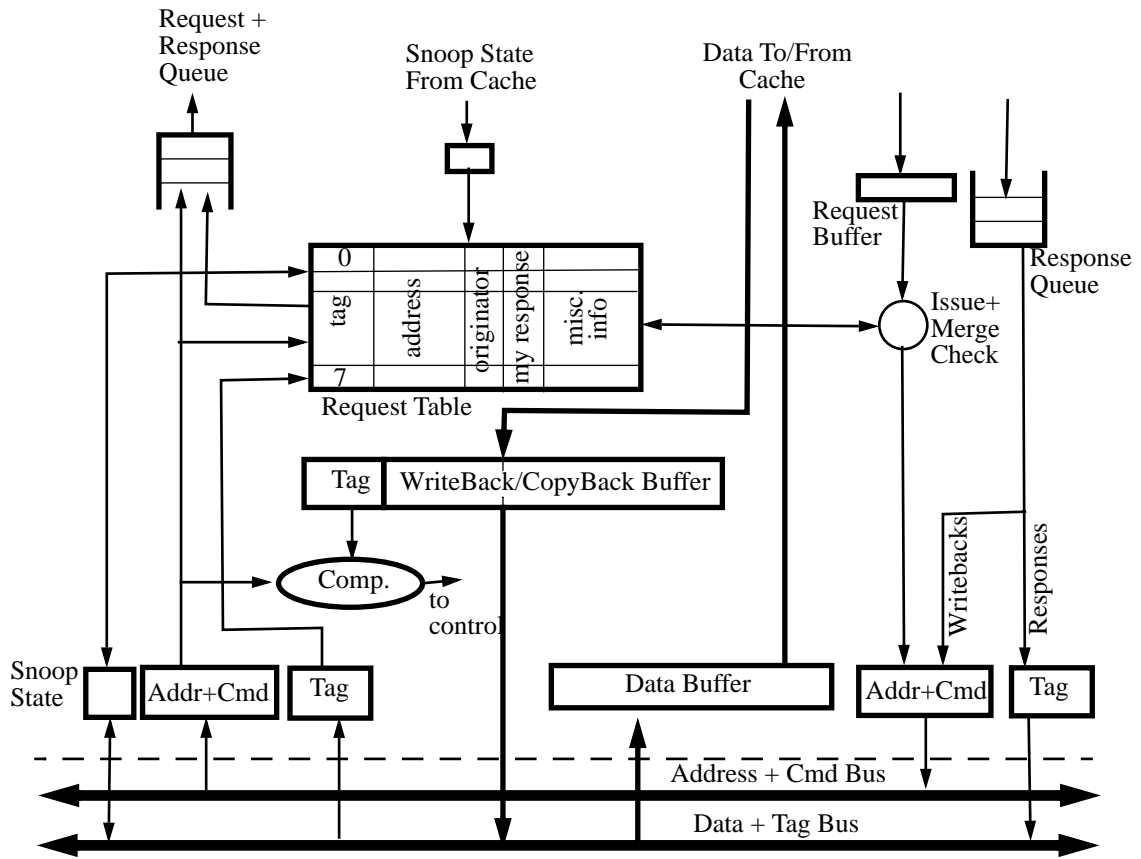 Request +
Response
Queue
Snoop State
From Cache
Data To/From
Cache
Request
Buffer
Response
Queue
0
tag
7
address
originator
my response
misc.
info
Issue+
Merge
Check
Request Table
Tag
WriteBack/CopyBack Buffer
Comp.
to
control
Writebacks
Responses
Snoop
State
Addr+Cmd
Tag
Data Buffer
Addr+Cmd
Tag
Address + Cmd Bus
Data + Tag Bus